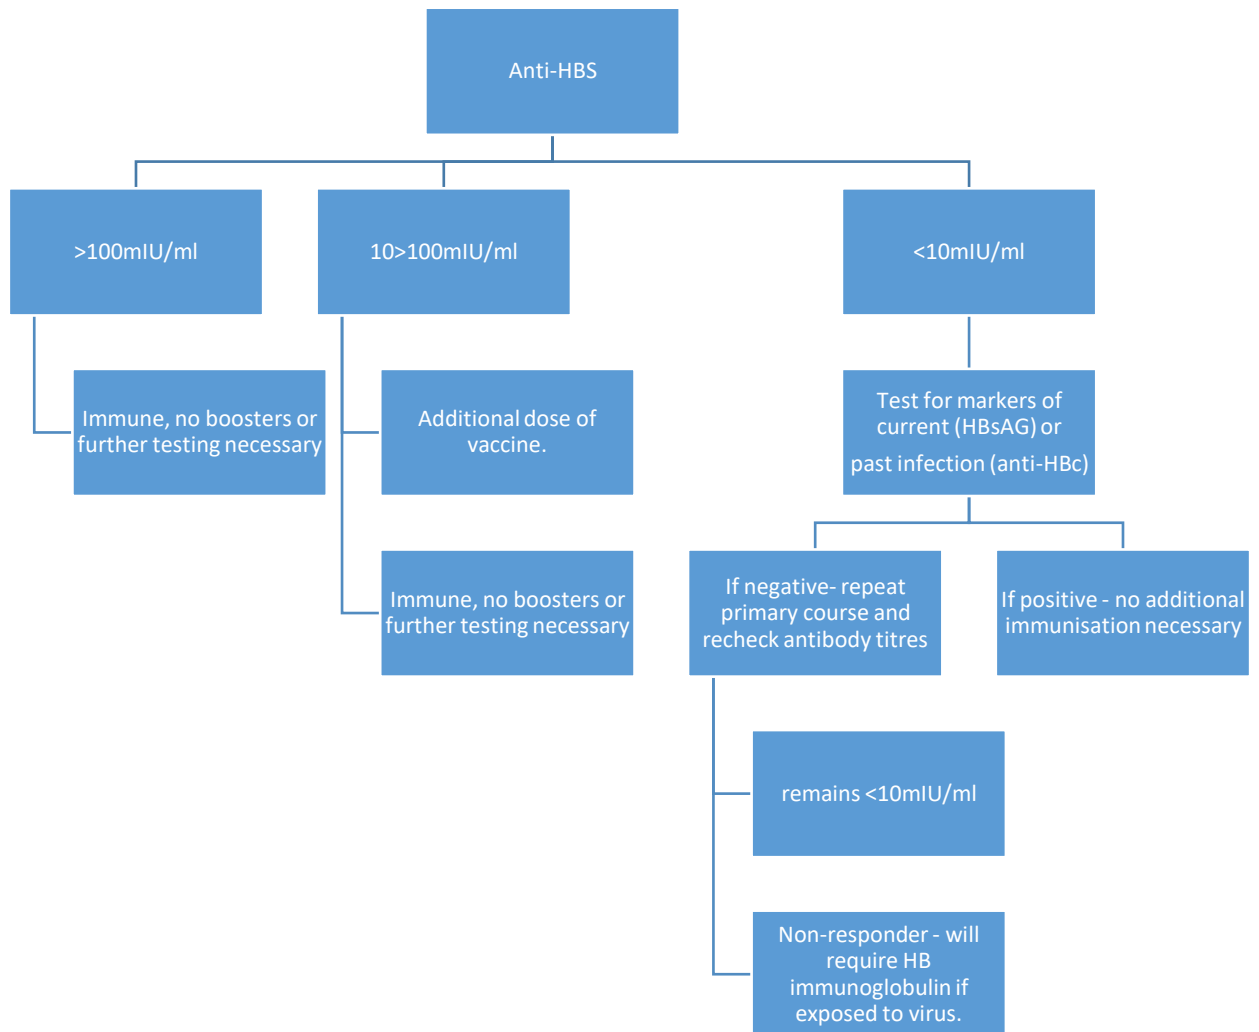 Anti-HBS
>100mIU/ml
10>100mIU/ml
<10mIU/ml
Immune, no boosters or
further testing necessary
Additional dose of
vaccine.
Test for markers of
current (HBsAG) or
past infection (anti-HBc)
Immune, no boosters or
further testing necessary
If negative- repeat
primary course and
recheck antibody titres
If positive - no additional
immunisation necessary
remains <10mIU/ml
Non-responder - will
require HB
immunoglobulin if
exposed to virus.